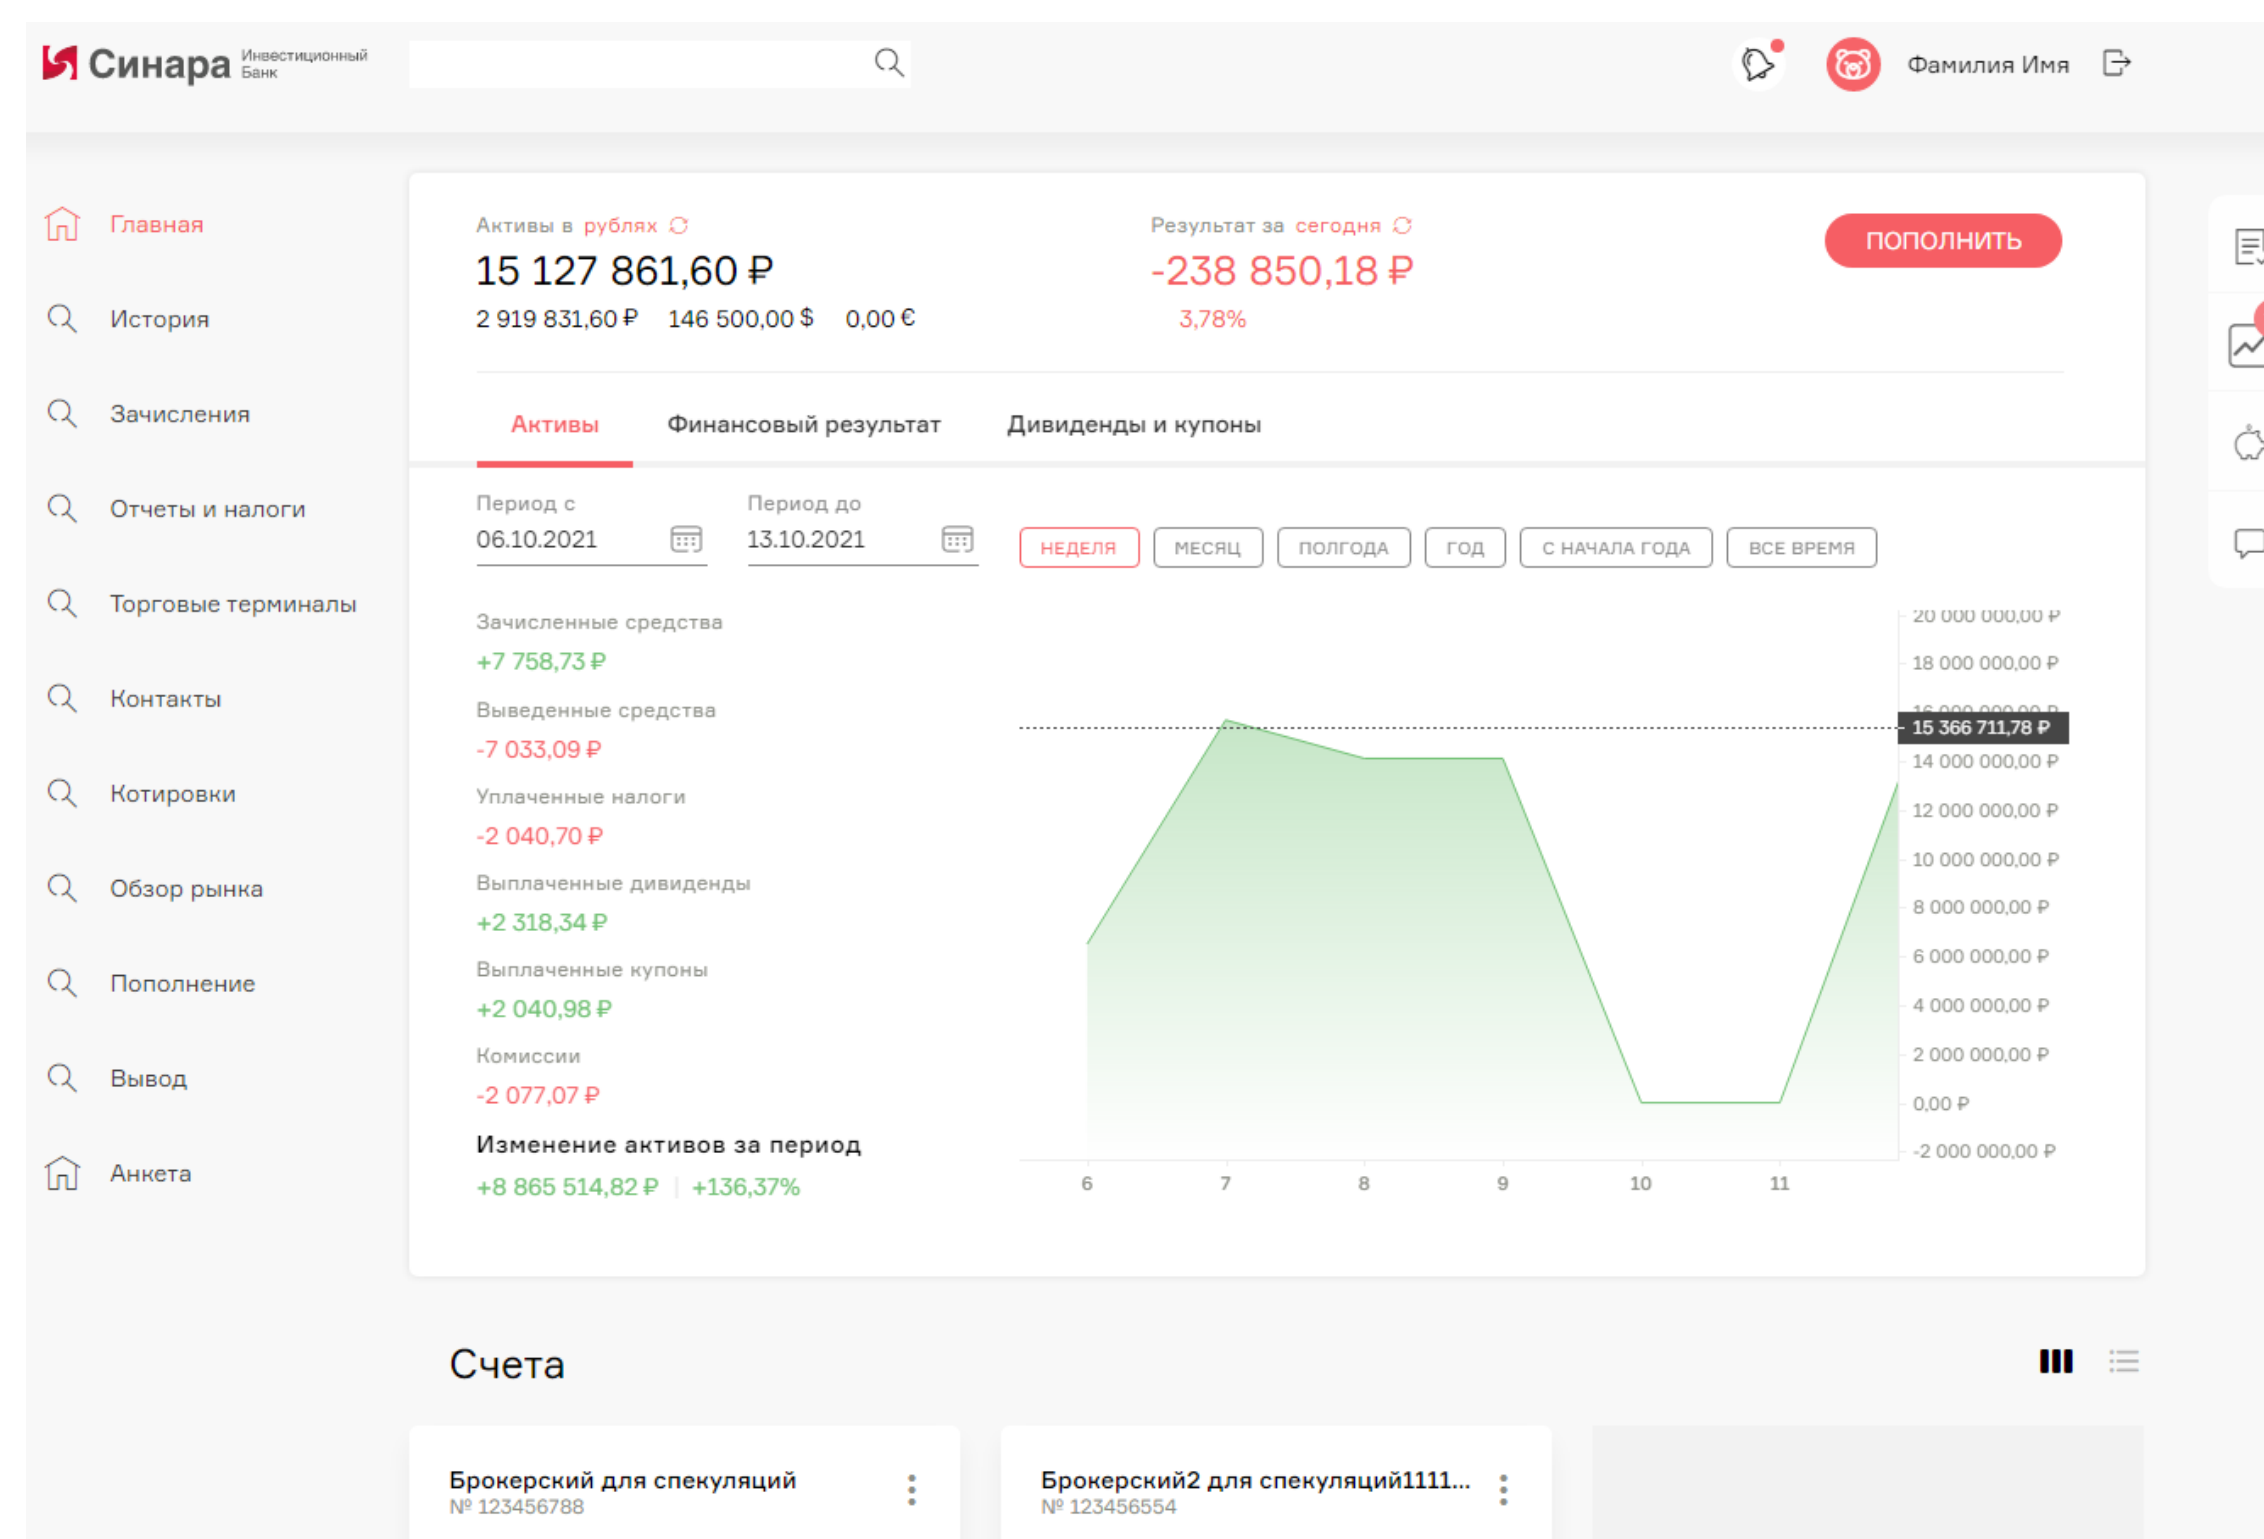 Синара Инвестиционный Банк
Фамилия Имя
Главная
История
Зачисления
Отчеты и налоги
Торговые терминалы
Контакты
Котировки
Обзор рынка
Пополнение
Вывод
Анкета
Активы в рублях
15 127 861,60 ₽
2 919 831,60 ₽ 146 500,00 $ 0,00 €
Результат за сегодня
-238 850,18 ₽
3,78%
ПОПОЛНИТЬ
Активы Финансовый результат Дивиденды и купоны
Период с Период до
06.10.2021 13.10.2021
НЕДЕЛЯ МЕСЯЦ ПОЛГОДА ГОД С НАЧАЛА ГОДА ВСЕ ВРЕМЯ
Зачисленные средства
+7 758,73 ₽
Выведенные средства
-7 033,09 ₽
Уплаченные налоги
-2 040,70 ₽
Выплаченные дивиденды
+2 318,34 ₽
Выплаченные купоны
+2 040,98 ₽
Комиссии
-2 077,07 ₽
Изменение активов за период
+8 865 514,82 ₽ +136,37%
20 000 000,00 ₽
18 000 000,00 ₽
16 000 000,00 ₽
15 366 711,78 ₽
14 000 000,00 ₽
12 000 000,00 ₽
10 000 000,00 ₽
8 000 000,00 ₽
6 000 000,00 ₽
4 000 000,00 ₽
2 000 000,00 ₽
0,00 ₽
-2 000 000,00 ₽
6 7 8 9 10 11
Счета
Брокерский для спекуляций
№ 123456788
Брокерский2 для спекуляций1111...
№ 123456554